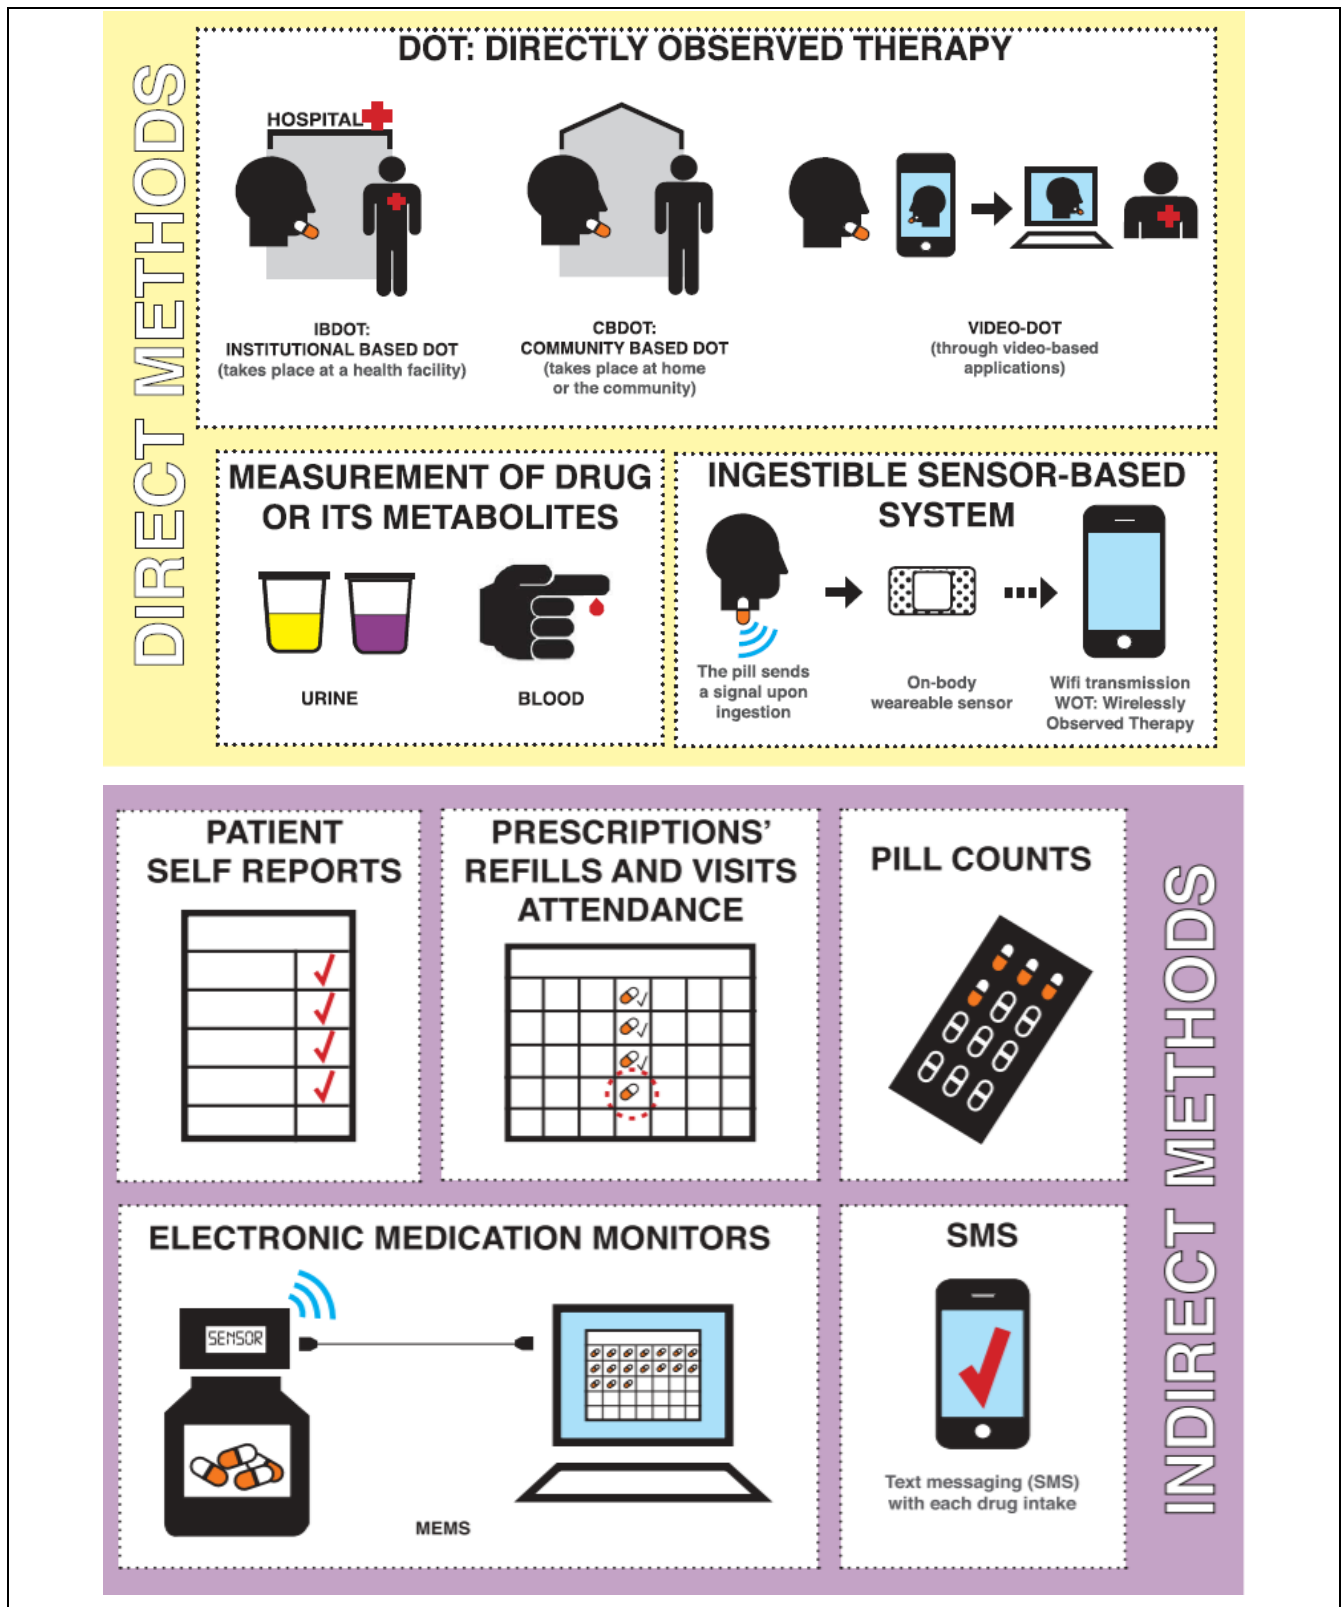 DIRECT METHODS
DOT: DIRECTLY OBSERVED THERAPY
HOSPITAL
IBDOT:
INSTITUTIONAL BASED DOT
(takes place at a health facility)
CBDOT:
COMMUNITY BASED DOT
(takes place at home
or the community)
VIDEO-DOT
(through video-based
applications)
MEASUREMENT OF DRUG
OR ITS METABOLITES
URINE
BLOOD
INGESTIBLE SENSOR-BASED
SYSTEM
The pill sends
a signal upon
ingestion
On-body
weareable sensor
Wifi transmission
WOT: Wirelessly
Observed Therapy
INDIRECT METHODS
PATIENT
SELF REPORTS
PRESCRIPTIONS’
REFILLS AND VISITS
ATTENDANCE
PILL COUNTS
ELECTRONIC MEDICATION MONITORS
SENSOR
MEMS
SMS
Text messaging (SMS)
with each drug intake